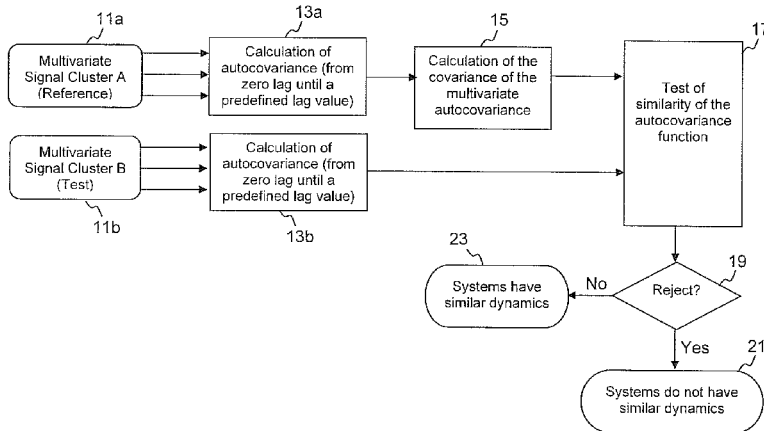 11a
Multivariate
Signal Cluster A
(Reference)
13a
Calculation of
autocovariance (from
zero lag until a
predefined lag value)
15
Calculation of the
covariance of the
multivariate
autocovariance
17
Test of
similarity of the
autocovariance
function
Multivariate
Signal Cluster B
(Test)
11b
Calculation of
autocovariance (from
zero lag until a
predefined lag value)
13b
23
Systems have
similar dynamics
No
Reject?
19
Yes
21
Systems do not have
similar dynamics